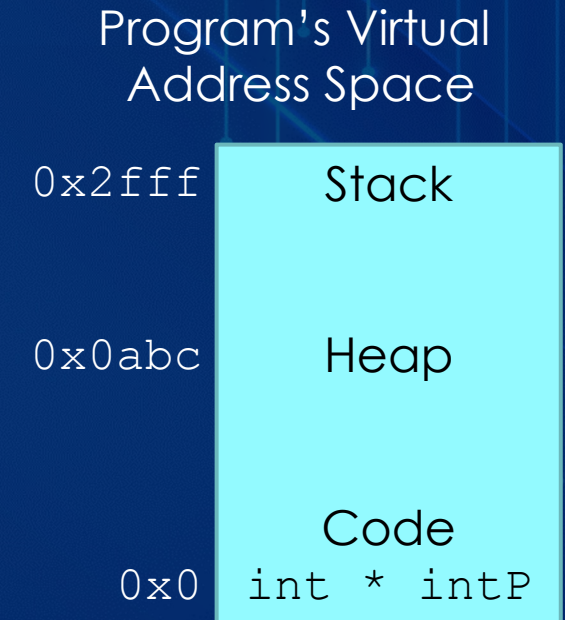 Program’s Virtual
Address Space
0x2fff Stack
0x0abc Heap
Code
0x0 int * intP